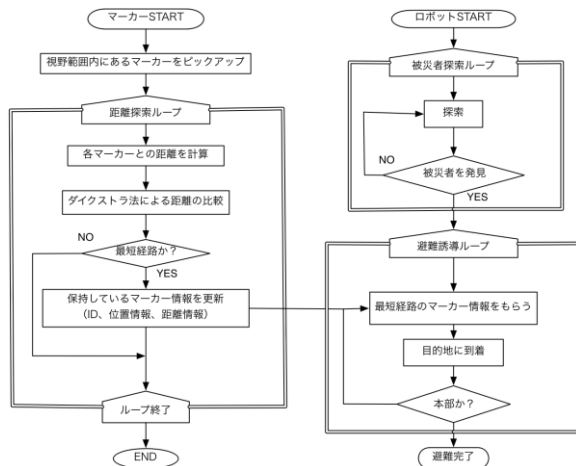 マーカーSTART
視野範囲内にあるマーカーをピックアップ
距離探索ループ
各マーカーとの距離を計算
ダイクストラ法による距離の比較
NO
最短経路か？
YES
保持しているマーカー情報を更新
（ID、位置情報、距離情報）
ループ終了
END
ロボットSTART
被災者探索ループ
探索
NO
被災者を発見
YES
避難誘導ループ
最短経路のマーカー情報をもらう
目的地に到着
本部か？
避難完了